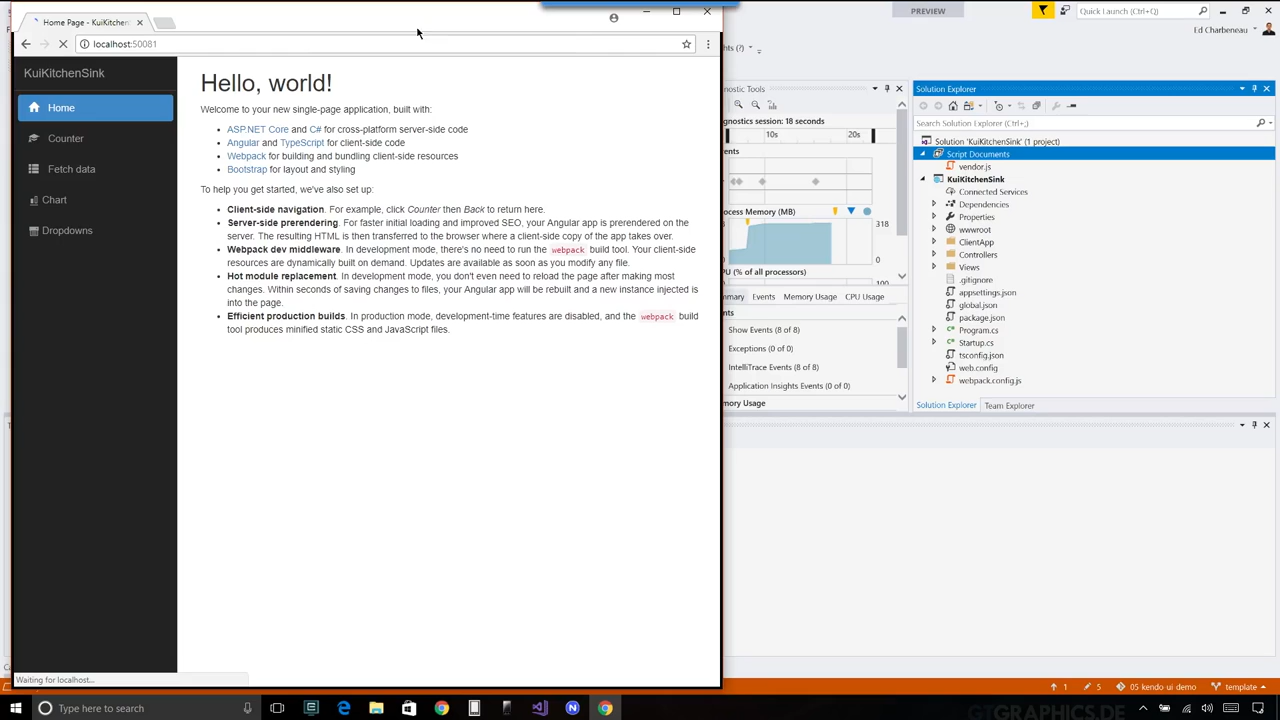 Home Page - KuiKitchen
localhost:50081
KuiKitchenSink
Home
Counter
Fetch data
Chart
Dropdowns
Hello, world!
Welcome to your new single-page application, built with:
ASP.NET Core and C# for cross-platform server-side code
Angular and TypeScript for client-side code
Webpack for building and bundling client-side resources
Bootstrap for layout and styling
To help you get started, we've also set up:
Client-side navigation. For example, click Counter then Back to return here.
Server-side prerendering. For faster initial loading and improved SEO, your Angular app is prerendered on the
server. The resulting HTML is then transferred to the browser where a client-side copy of the app takes over.
Webpack dev middleware. In development mode, there's no need to run the webpack build tool. Your client-side
resources are dynamically built on demand. Updates are available as soon as you modify any file.
Hot module replacement. In development mode, you don't even need to reload the page after making most
changes. Within seconds of saving changes to files, your Angular app will be rebuilt and a new instance injected is
into the page.
Efficient production builds. In production mode, development-time features are disabled, and the webpack build
tool produces minified static CSS and JavaScript files.
Waiting for localhost...
PREVIEW
Quick Launch (Ctrl+Q)
Ed Charbeneau
hts (?)
nostic Tools
agnostics session: 18 seconds
10s
20s
ents
rocess Memory (MB)
318
0
PU (% of all processors)
100
mmary
Events
Memory Usage
CPU Usage
nts
Show Events (8 of 8)
Exceptions (0 of 0)
IntelliTrace Events (8 of 8)
Application Insights Events (0 of 0)
mory Usage
Solution Explorer
Search Solution Explorer (Ctrl+;)
Solution 'KuiKitchenSink' (1 project)
Script Documents
vendor.js
KuiKitchenSink
Connected Services
Dependencies
Properties
wwwroot
ClientApp
Controllers
Views
.gitignore
appsettings.json
global.json
package.json
Program.cs
Startup.cs
tsconfig.json
web.config
webpack.config.js
Solution Explorer
Team Explorer
1
5
05 kendo ui demo
template
Type here to search
GTGRAPHICS.DE